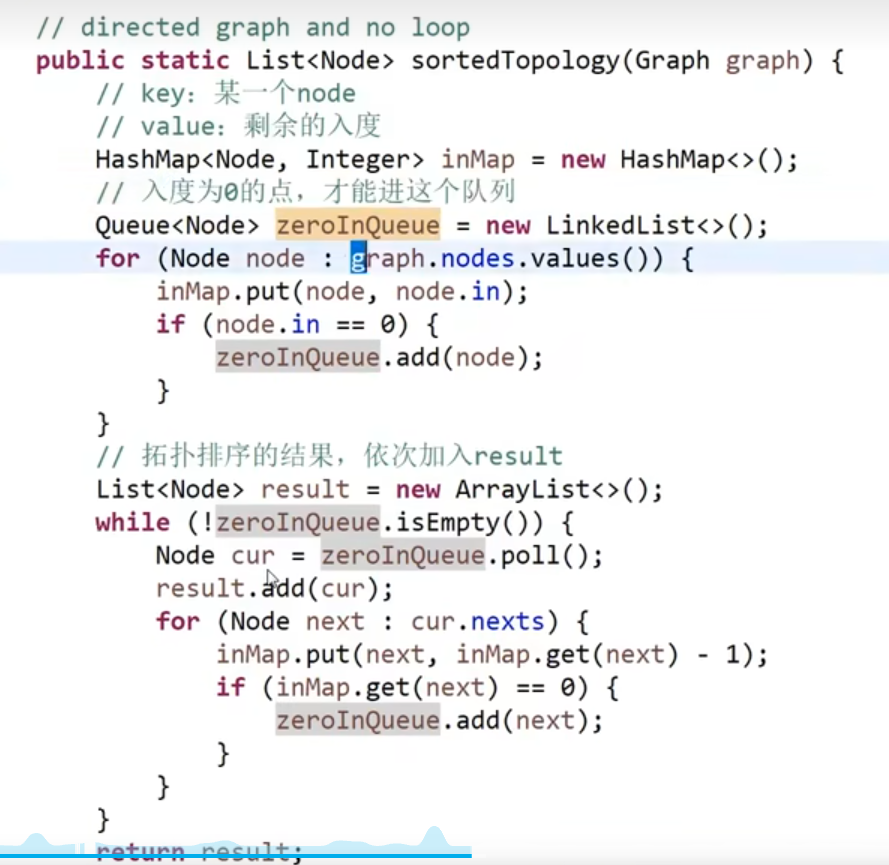 // directed graph and no loop
public static List<Node> sortedTopology(Graph graph) {
// key: 某一个node
// value: 剩余的入度
HashMap<Node, Integer> inMap = new HashMap<>();
// 入度为0的点，才能进这个队列
Queue<Node> zeroInQueue = new LinkedList<>();
for (Node node : graph.nodes.values()) {
inMap.put(node, node.in);
if (node.in == 0) {
zeroInQueue.add(node);
}
}
// 拓扑排序的结果，依次加入result
List<Node> result = new ArrayList<>();
while (!zeroInQueue.isEmpty()) {
Node cur = zeroInQueue.poll();
result.add(cur);
for (Node next : cur.nexts) {
inMap.put(next, inMap.get(next) - 1);
if (inMap.get(next) == 0) {
zeroInQueue.add(next);
}
}
}
return result;